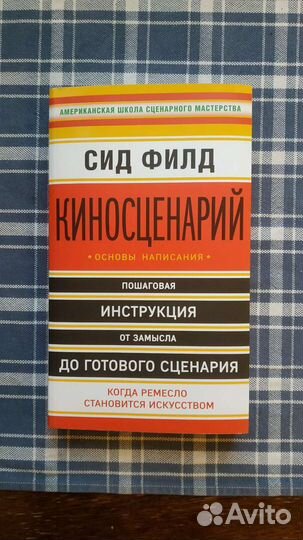 АМЕРИКАНСКАЯ ШКОЛА СЦЕНАРНОГО МАСТЕРСТВА
СИД ФИЛД
КИНОСЦЕНАРИЙ
• ОСНОВЫ НАПИСАНИЯ •
ПОШАГОВАЯ
ИНСТРУКЦИЯ
ОТ ЗАМЫСЛА
ДО ГОТОВОГО СЦЕНАРИЯ
КОГДА РЕМЕСЛО
СТАНОВИТСЯ ИСКУССТВОМ
Avito